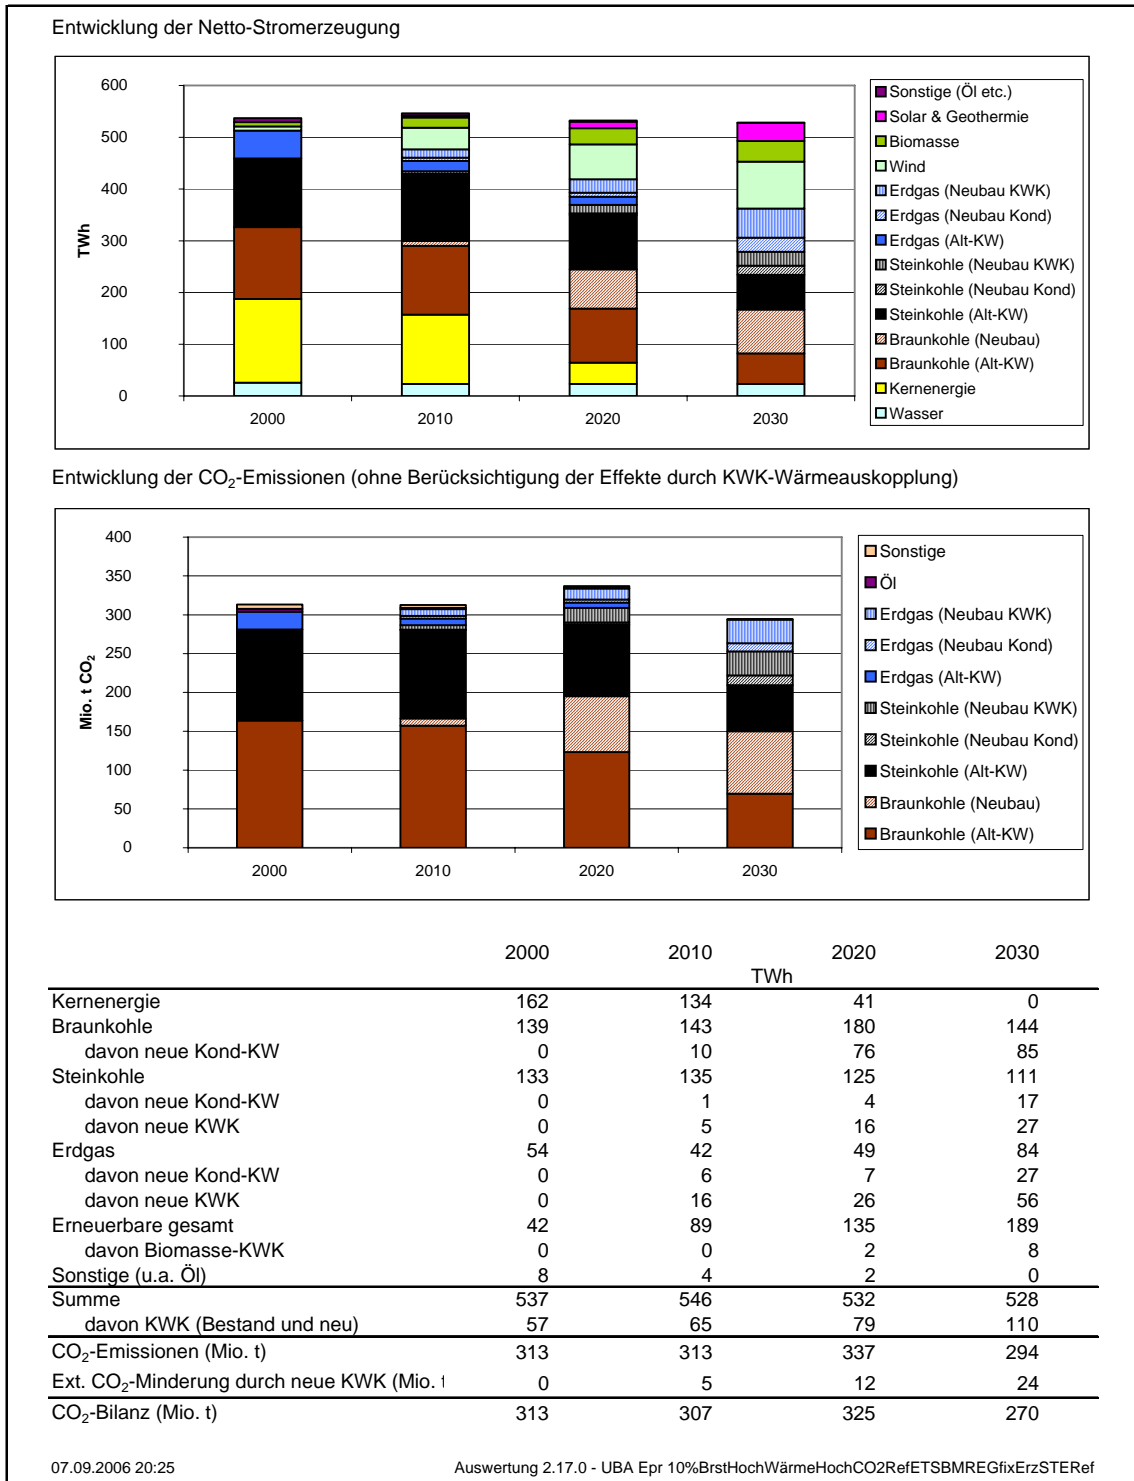 Entwicklung der Netto-Stromerzeugung
600
500
400
300
200
100
0
TWh
2000 2010 2020 2030
Sonstige (Öl etc.)
Solar & Geothermie
Biomasse
Wind
Erdgas (Neubau KWK)
Erdgas (Neubau Kond)
Erdgas (Alt-KW)
Steinkohle (Neubau KWK)
Steinkohle (Neubau Kond)
Steinkohle (Alt-KW)
Braunkohle (Neubau)
Braunkohle (Alt-KW)
Kernenergie
Wasser
Entwicklung der CO2-Emissionen (ohne Berücksichtigung der Effekte durch KWK-Wärmeauskopplung)
400
350
300
250
200
150
100
50
0
Mio. t CO2
2000 2010 2020 2030
Sonstige
Öl
Erdgas (Neubau KWK)
Erdgas (Neubau Kond)
Erdgas (Alt-KW)
Steinkohle (Neubau KWK)
Steinkohle (Neubau Kond)
Steinkohle (Alt-KW)
Braunkohle (Neubau)
Braunkohle (Alt-KW)
2000 2010 2020 2030
TWh
Kernenergie 162 134 41 0
Braunkohle 139 143 180 144
davon neue Kond-KW 0 10 76 85
Steinkohle 133 135 125 111
davon neue Kond-KW 0 1 4 17
davon neue KWK 0 5 16 27
Erdgas 54 42 49 84
davon neue Kond-KW 0 6 7 27
davon neue KWK 0 16 26 56
Erneuerbare gesamt 42 89 135 189
davon Biomasse-KWK 0 0 2 8
Sonstige (u.a. Öl) 8 4 2 0
Summe 537 546 532 528
davon KWK (Bestand und neu) 57 65 79 110
CO2-Emissionen (Mio. t) 313 313 337 294
Ext. CO2-Minderung durch neue KWK (Mio. t 0 5 12 24
CO2-Bilanz (Mio. t) 313 307 325 270
07.09.2006 20:25 Auswertung 2.17.0 - UBA Epr 10%BrstHochWärmeHochCO2RefETSBMREGfixErzSTERef